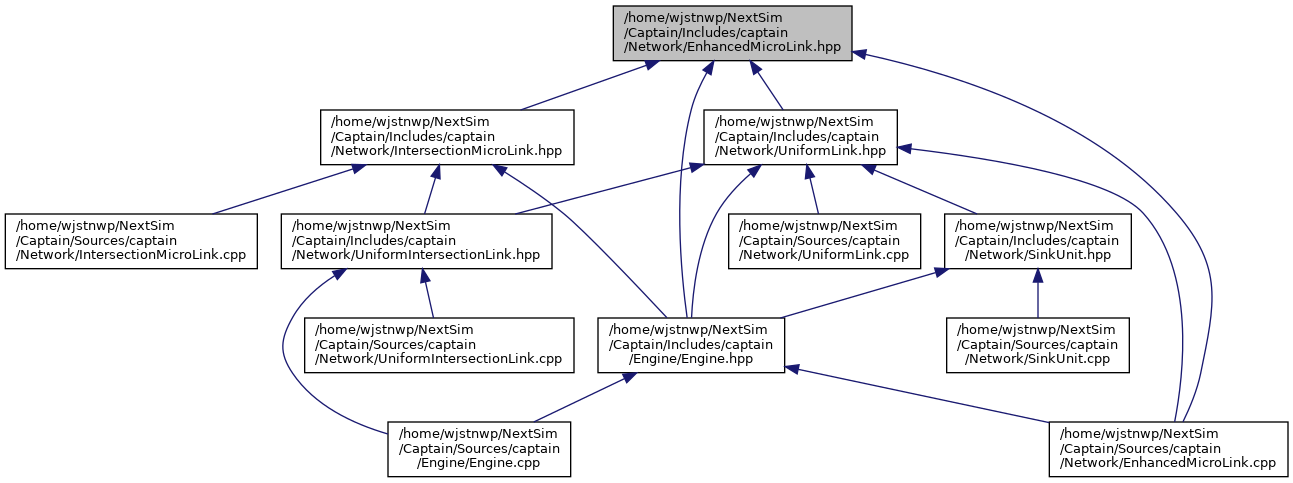 /home/wjstnwp/NextSim
/Captain/Includes/captain
/Network/EnhancedMicroLink.hpp
/home/wjstnwp/NextSim
/Captain/Includes/captain
/Network/IntersectionMicroLink.hpp
/home/wjstnwp/NextSim
/Captain/Includes/captain
/Network/UniformLink.hpp
/home/wjstnwp/NextSim
/Captain/Sources/captain
/Network/IntersectionMicroLink.cpp
/home/wjstnwp/NextSim
/Captain/Includes/captain
/Network/UniformIntersectionLink.hpp
/home/wjstnwp/NextSim
/Captain/Sources/captain
/Network/UniformLink.cpp
/home/wjstnwp/NextSim
/Captain/Includes/captain
/Network/SinkUnit.hpp
/home/wjstnwp/NextSim
/Captain/Sources/captain
/Network/UniformIntersectionLink.cpp
/home/wjstnwp/NextSim
/Captain/Includes/captain
/Engine/Engine.hpp
/home/wjstnwp/NextSim
/Captain/Sources/captain
/Network/SinkUnit.cpp
/home/wjstnwp/NextSim
/Captain/Sources/captain
/Engine/Engine.cpp
/home/wjstnwp/NextSim
/Captain/Sources/captain
/Network/EnhancedMicroLink.cpp